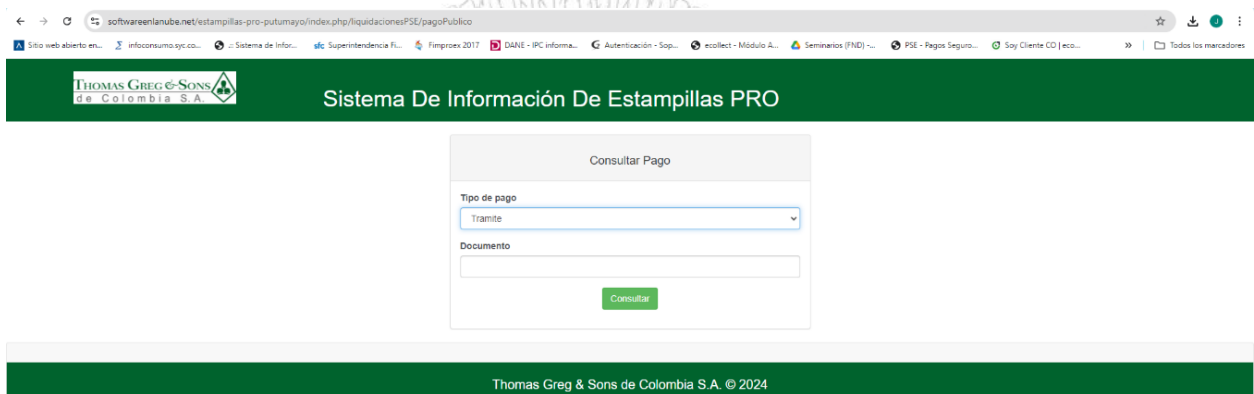 softwareenlanube.net/estampillas-pro-putumayo/index.php/liquidacionesPSE/pagoPublico
Sitio web abierto en... infoconsumo.syc.co... .:: Sistema de Infor... sfc Superintendencia Fi... Fimproex 2017 DANE - IPC informa... Autenticación - Sop... ecollect - Módulo A... Seminarios (FND) -... PSE - Pagos Seguro... Soy Cliente CO | eco... » Todos los marcadores
THOMAS GREG & SONS
de Colombia S.A.
Sistema De Información De Estampillas PRO
Consultar Pago
Tipo de pago
Tramite
Documento
Consultar
Thomas Greg & Sons de Colombia S.A. © 2024